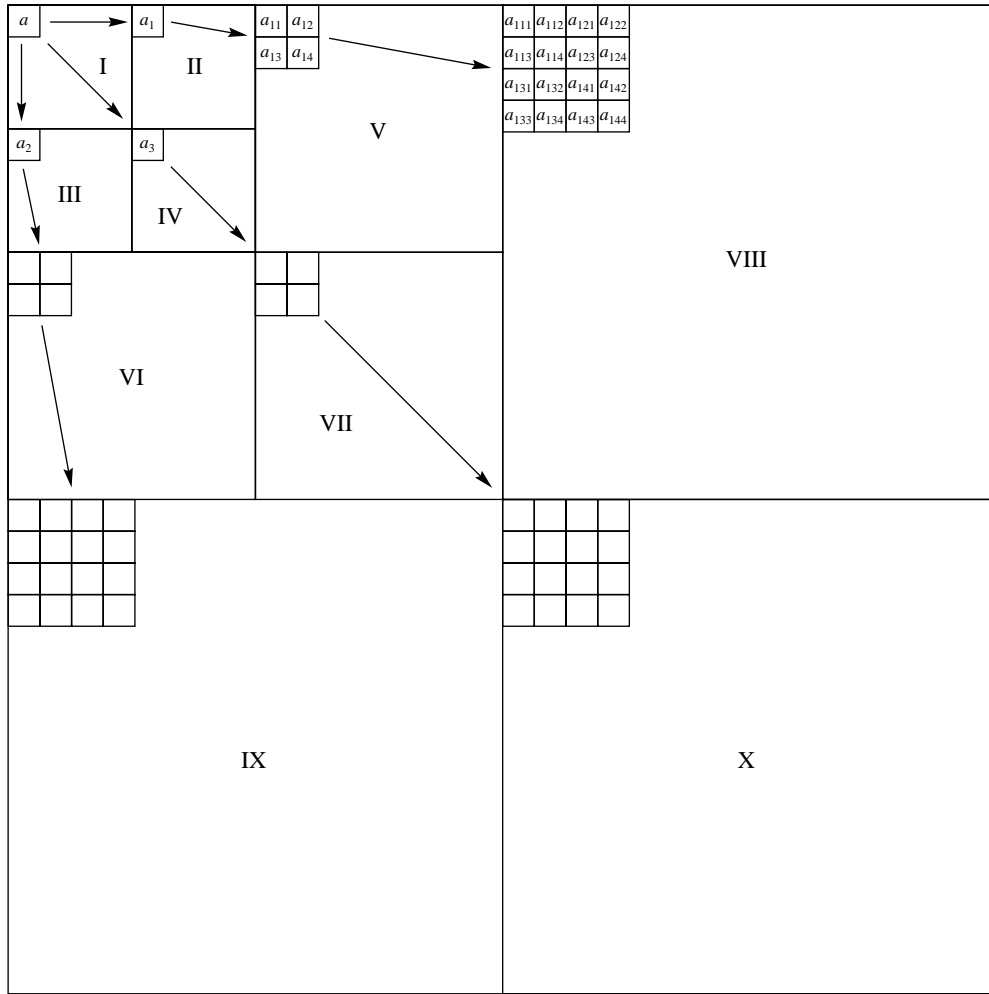 a a₁ a₁₁ a₁₂ a₁₁₁ a₁₁₂ a₁₂₁ a₁₂₂
a₁₃ a₁₄ a₁₁₃ a₁₁₄ a₁₂₃ a₁₂₄
I II
a₁₃₁ a₁₃₂ a₁₄₁ a₁₄₂
a₁₃₃ a₁₃₄ a₁₄₃ a₁₄₄
V
a₂ a₃
III
IV
VIII
VI
VII
IX X